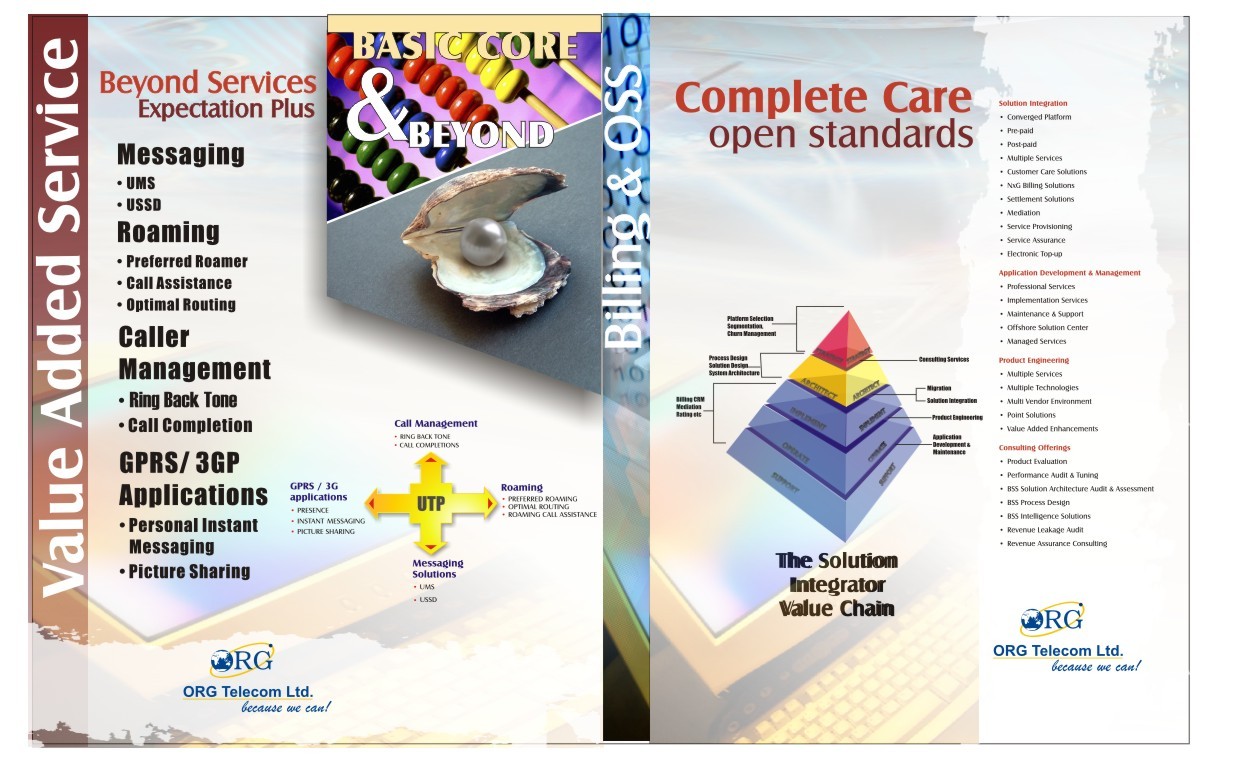 Value Added Service
Beyond Services
Expectation Plus
Messaging
• UMS
• USSD
Roaming
• Preferred Roamer
• Call Assistance
• Optimal Routing
Caller
Management
• Ring Back Tone
• Call Completion
GPRS/ 3GP
Applications
• Personal Instant
Messaging
• Picture Sharing
BASIC CORE
&
BEYOND
Call Management
• RING BACK TONE
• CALL COMPLETIONS
GPRS / 3G
applications
• PRESENCE
• INSTANT MESSAGING
• PICTURE SHARING
UTP
Roaming
• PREFERRED ROAMING
• OPTIMAL ROUTING
• ROAMING CALL ASSISTANCE
Messaging
Solutions
• UMS
• USSD
ORG
ORG Telecom Ltd.
because we can!
10
Billing & OSS
Complete Care
open standards
Platform Selection
Segmentation,
Churn Management
Process Design
Solution Design
System Architecture
Billing CRM
Mediation
Rating etc
ARCHITECT
ARCHITECT
IMPLEMENT
IMPLEMENT
OPERATE
OPERATE
SUPPORT
SUPPORT
Consulting Services
Migration
Solution Integration
Product Engineering
Application
Development &
Maintenance
The Solution
Integrator
Value Chain
Solution Integration
• Converged Platform
• Pre-paid
• Post-paid
• Multiple Services
• Customer Care Solutions
• NxG Billing Solutions
• Settlement Solutions
• Mediation
• Service Provisioning
• Service Assurance
• Electronic Top-up
Application Development & Management
• Professional Services
• Implementation Services
• Maintenance & Support
• Offshore Solution Center
• Managed Services
Product Engineering
• Multiple Services
• Multiple Technologies
• Multi Vendor Environment
• Point Solutions
• Value Added Enhancements
Consulting Offerings
• Product Evaluation
• Performance Audit & Tuning
• BSS Solution Architecture Audit & Assessment
• BSS Process Design
• BSS Intelligence Solutions
• Revenue Leakage Audit
• Revenue Assurance Consulting
ORG
ORG Telecom Ltd.
because we can!